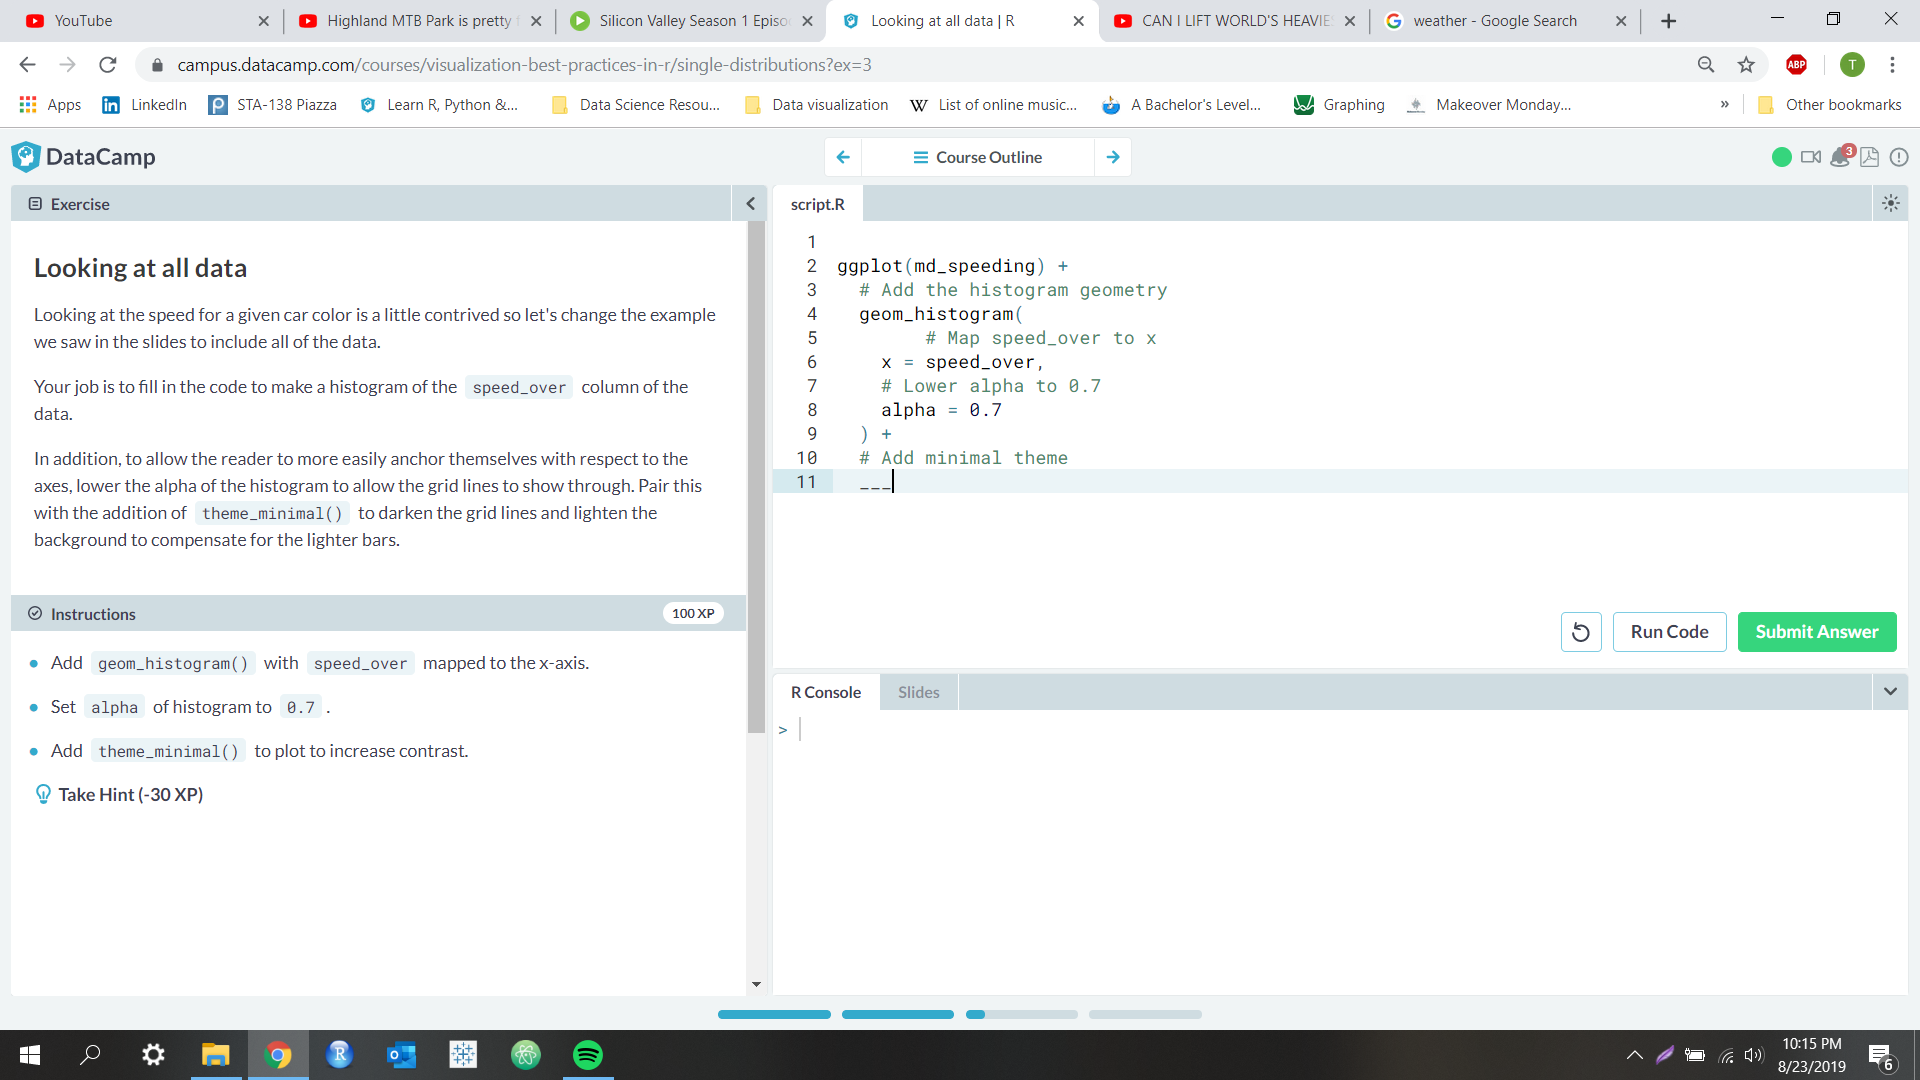 YouTube
Highland MTB Park is pretty f
Silicon Valley Season 1 Episo
Looking at all data | R
CAN I LIFT WORLD'S HEAVIES
weather - Google Search
campus.datacamp.com/courses/visualization-best-practices-in-r/single-distributions?ex=3
ABP
T
Apps
LinkedIn
STA-138 Piazza
Learn R, Python &...
Data Science Resou...
Data visualization
W List of online music...
A Bachelor's Level...
Graphing
Makeover Monday...
»
Other bookmarks
DataCamp
Course Outline
3
Exercise
Looking at all data
Looking at the speed for a given car color is a little contrived so let's change the example
we saw in the slides to include all of the data.
Your job is to fill in the code to make a histogram of the speed_over column of the
data.
In addition, to allow the reader to more easily anchor themselves with respect to the
axes, lower the alpha of the histogram to allow the grid lines to show through. Pair this
with the addition of theme_minimal() to darken the grid lines and lighten the
background to compensate for the lighter bars.
Instructions
100 XP
Add geom_histogram() with speed_over mapped to the x-axis.
Set alpha of histogram to 0.7 .
Add theme_minimal() to plot to increase contrast.
Take Hint (-30 XP)
script.R
1
2 ggplot(md_speeding) +
3 # Add the histogram geometry
4 geom_histogram(
5 # Map speed_over to x
6 x = speed_over,
7 # Lower alpha to 0.7
8 alpha = 0.7
9 ) +
10 # Add minimal theme
11 ___
Run Code
Submit Answer
R Console
Slides
>
R
10:15 PM
8/23/2019
6